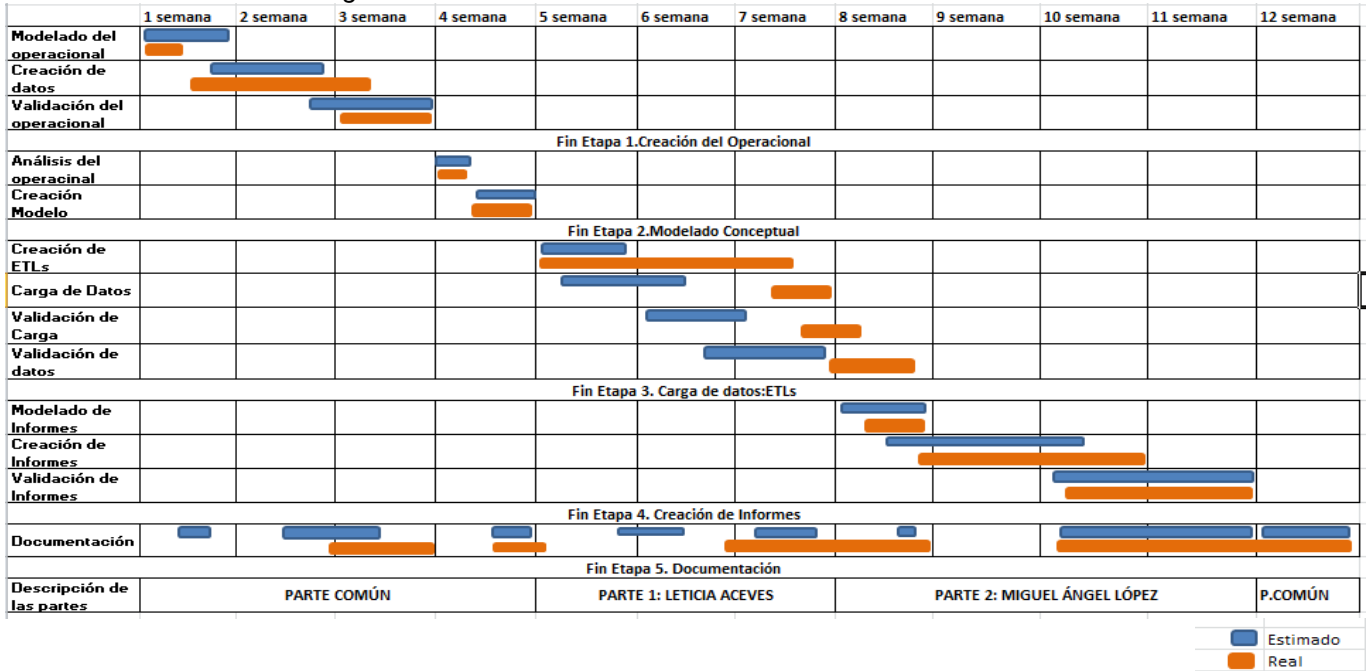 1 semana 2 semana 3 semana 4 semana 5 semana 6 semana 7 semana 8 semana 9 semana 10 semana 11 semana 12 semana
Modelado del
operacional
Creación de
datos
Validación del
operacional
Fin Etapa 1.Creación del Operacional
Análisis del
operacinal
Creación
Modelo
Fin Etapa 2.Modelado Conceptual
Creación de
ETLs
Carga de Datos
Validación de
Carga
Validación de
datos
Fin Etapa 3. Carga de datos:ETLs
Modelado de
Informes
Creación de
Informes
Validación de
Informes
Fin Etapa 4. Creación de Informes
Documentación
Fin Etapa 5. Documentación
Descripción de
las partes
PARTE COMÚN PARTE 1: LETICIA ACEVES PARTE 2: MIGUEL ÁNGEL LÓPEZ P.COMÚN
Estimado
Real